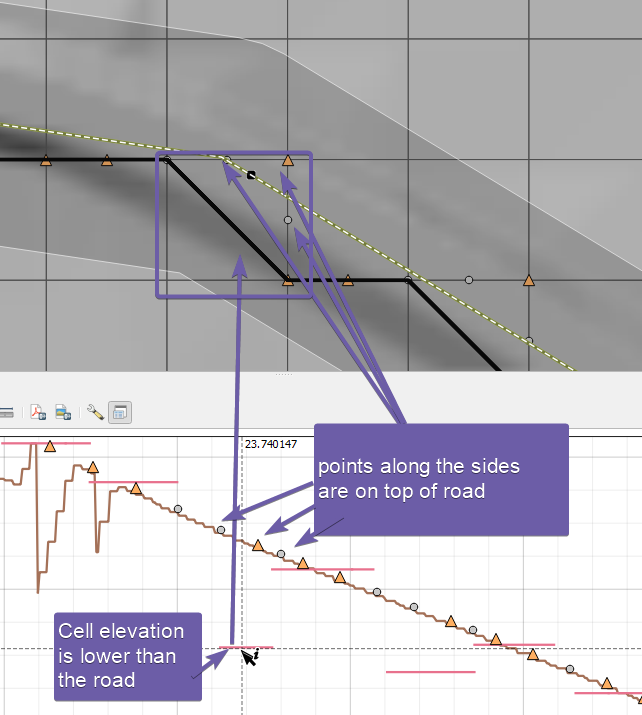 23.740147
points along the sides
are on top of road
Cell elevation
is lower than
the road